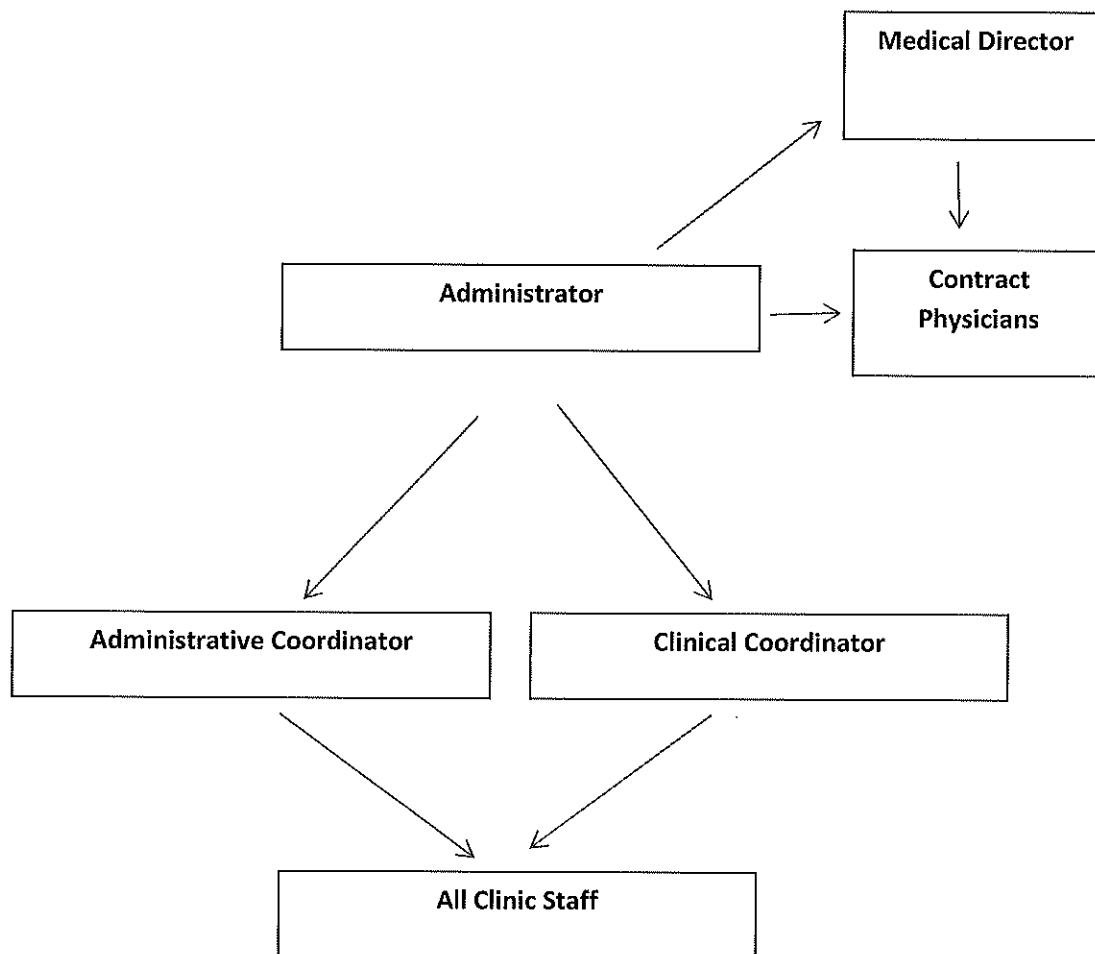 Medical Director
Administrator
Contract
Physicians
Administrative Coordinator
Clinical Coordinator
All Clinic Staff